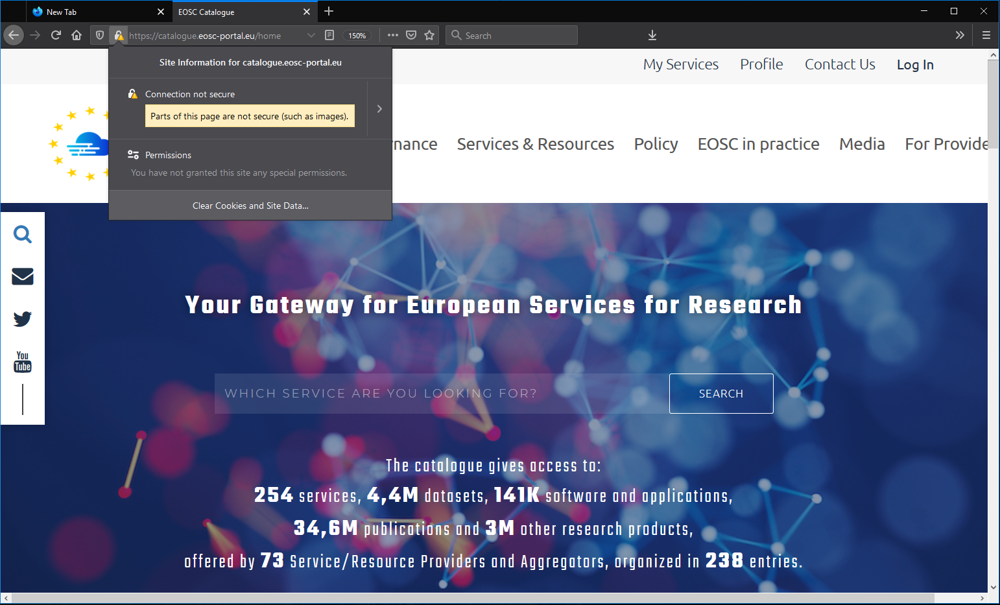 New Tab
EOSC Catalogue
https://catalogue.eosc-portal.eu/home
150%
Search
Site Information for catalogue.eosc-portal.eu
Connection not secure
Parts of this page are not secure (such as images).
Permissions
You have not granted this site any special permissions.
Clear Cookies and Site Data...
My Services Profile Contact Us Log In
nance Services & Resources Policy EOSC in practice Media For Provide
You
Tube
Your Gateway for European Services for Research
WHICH SERVICE ARE YOU LOOKING FOR?
SEARCH
The catalogue gives access to:
254 services, 4,4M datasets, 141K software and applications,
34,6M publications and 3M other research products,
offered by 73 Service/Resource Providers and Aggregators, organized in 238 entries.